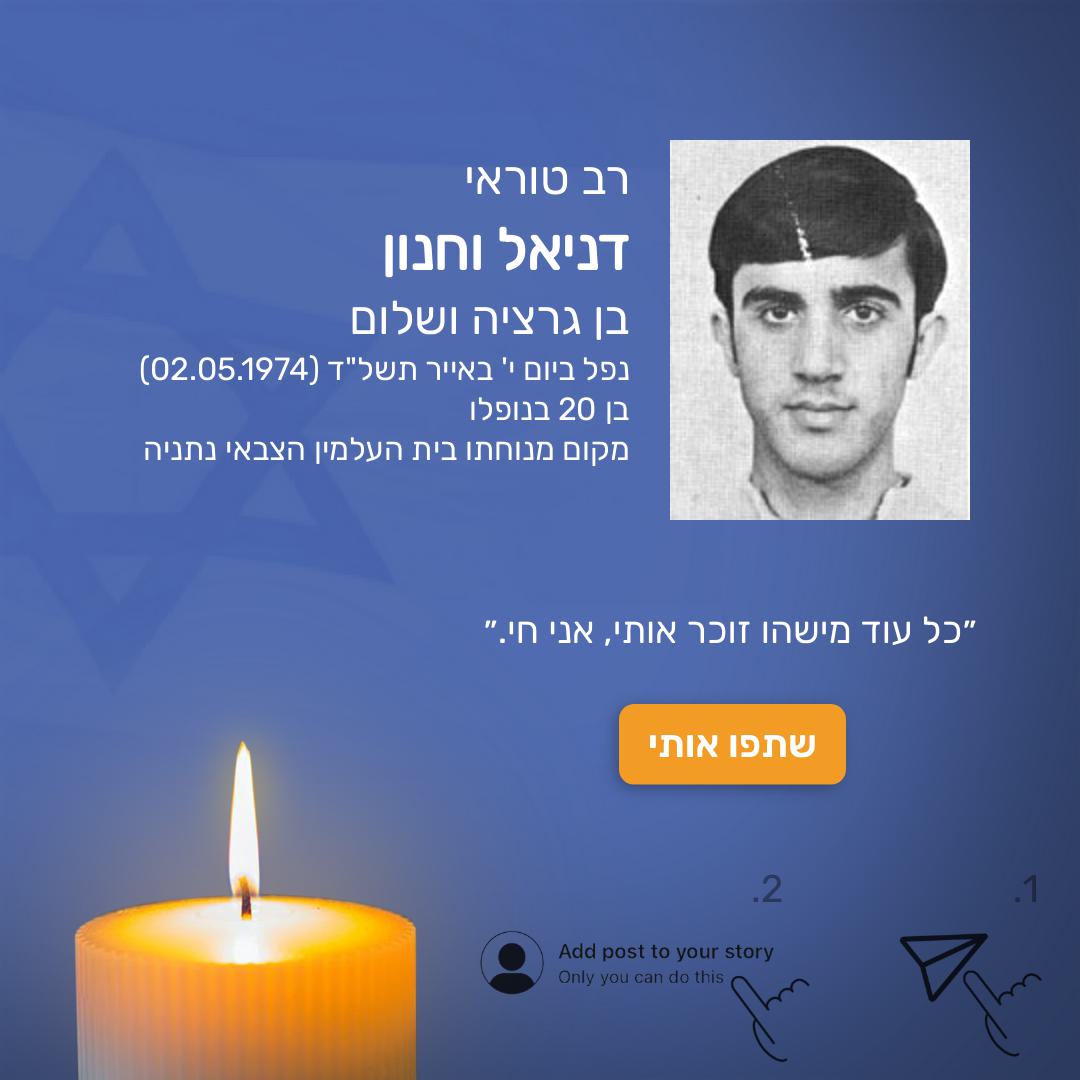 רב טוראי
דניאל וחנון
בן גרציה ושלום
נפל ביום י' באייר תשל"ד (02.05.1974)
בן 20 בנופלו
מקום מנוחתו בית העלמין הצבאי נתניה
״כל עוד מישהו זוכר אותי, אני חי.״
שתפו אותי
.1
.2
Add post to your story
Only you can do this